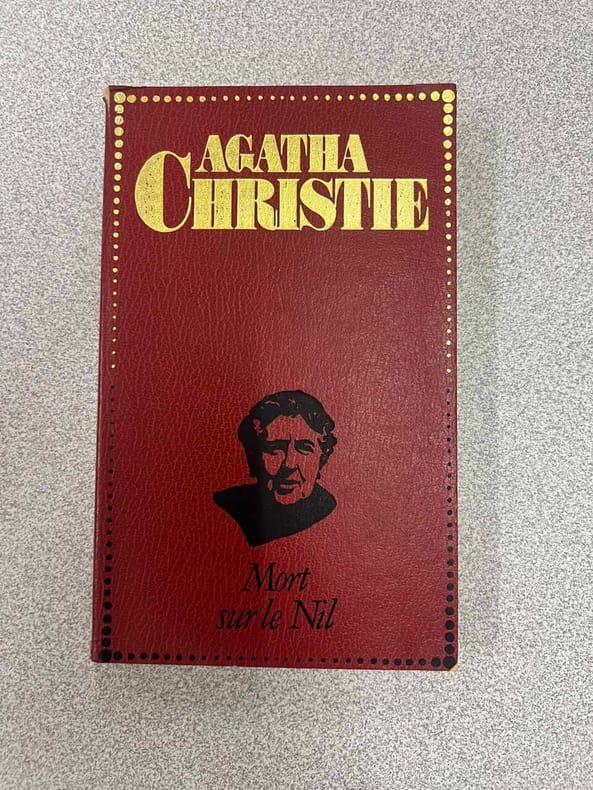 AGATHA
CHRISTIE
Mort
sur le Nil